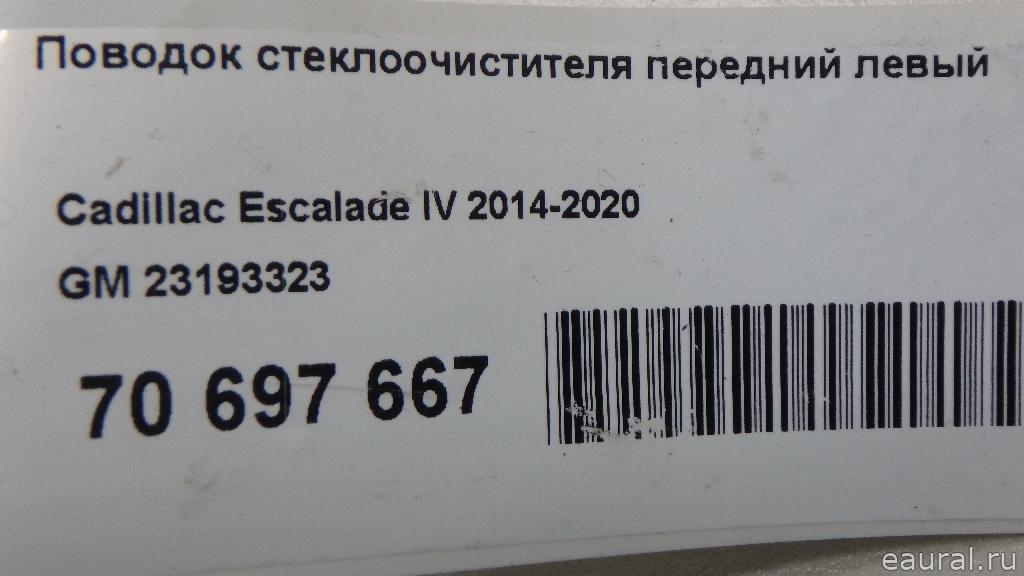 Поводок стеклоочистителя передний левый
Cadillac Escalade IV 2014-2020
GM 23193323
70 697 667
eaural.ru